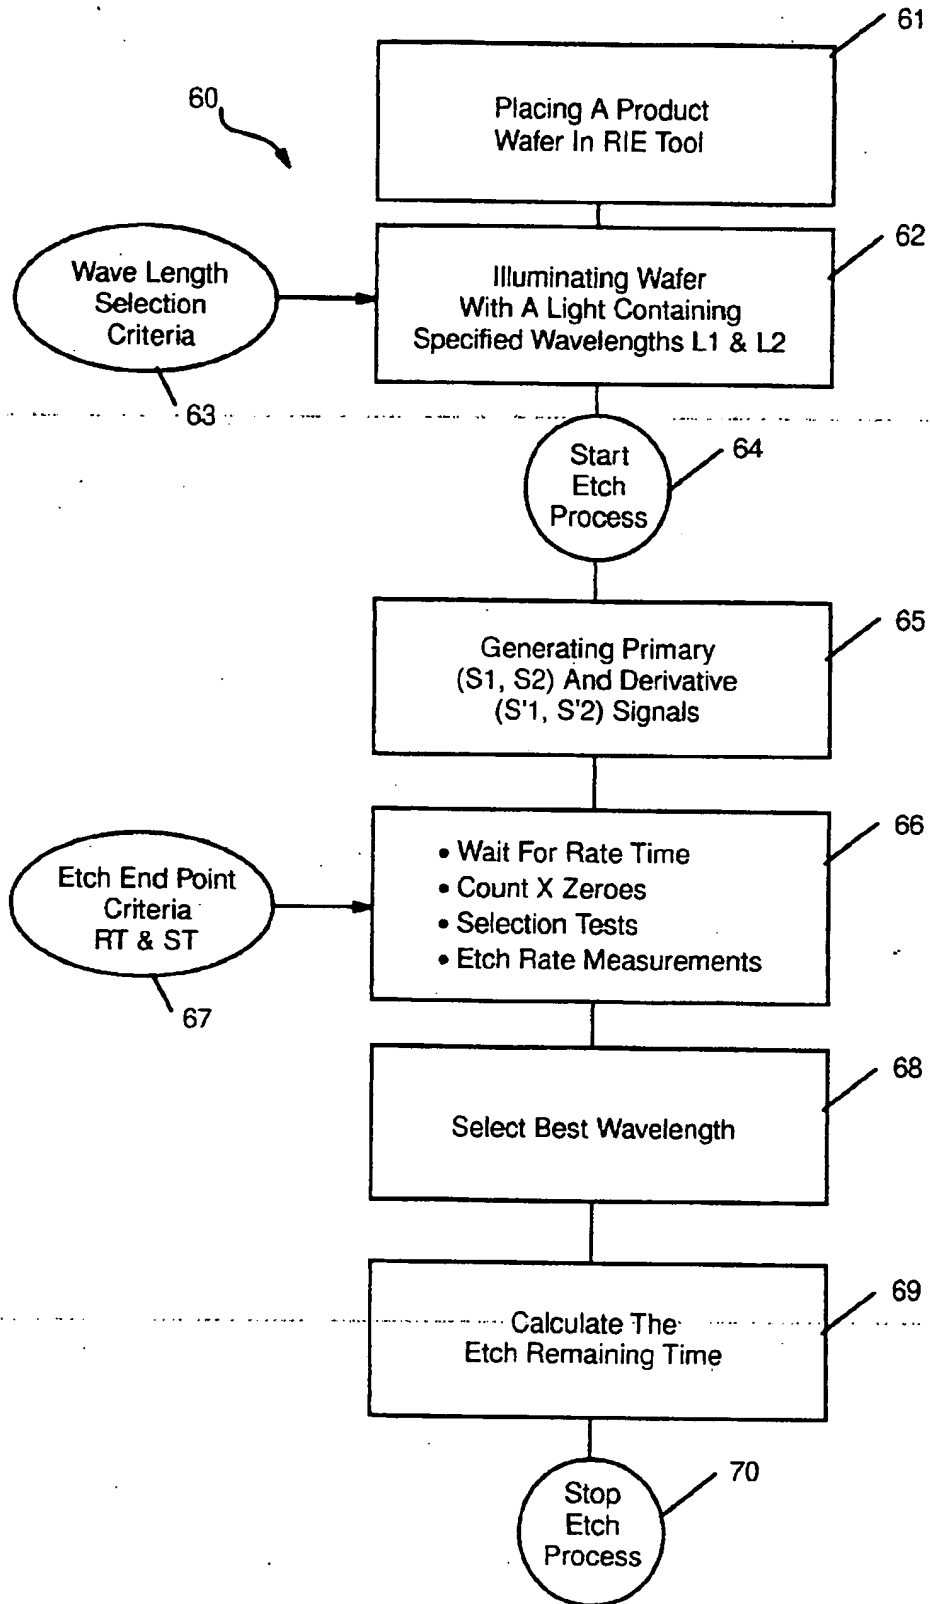 61
Placing A Product
Wafer In RIE Tool
60
62
Wave Length
Selection
Criteria
Illuminating Wafer
With A Light Containing
Specified Wavelengths L1 & L2
63
64
Start
Etch
Process
65
Generating Primary
(S1, S2) And Derivative
(S'1, S'2) Signals
66
• Wait For Rate Time
• Count X Zeroes
• Selection Tests
• Etch Rate Measurements
Etch End Point
Criteria
RT & ST
67
68
Select Best Wavelength
69
Calculate The
Etch Remaining Time
70
Stop
Etch
Process